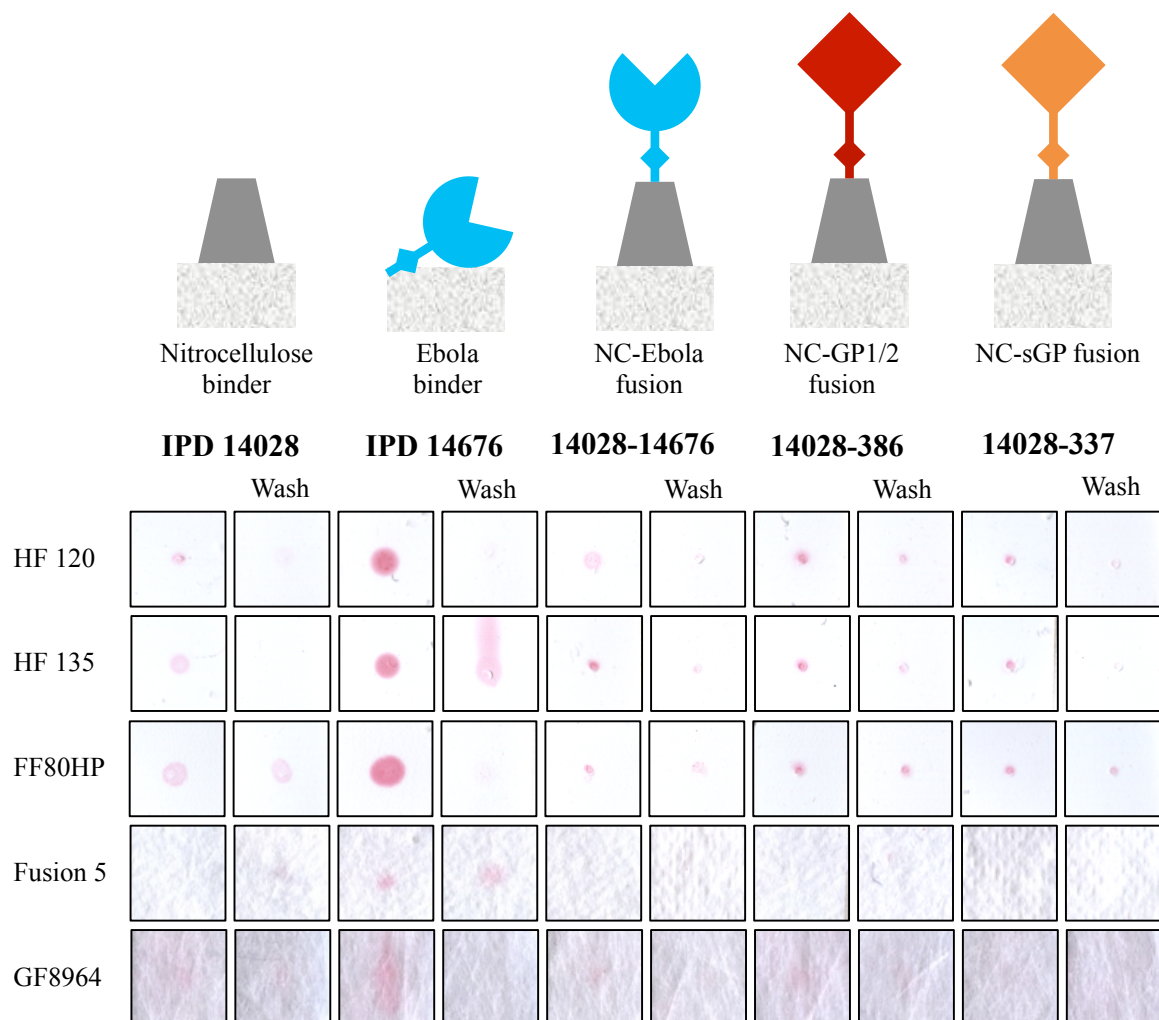 Nitrocellulose
binder
Ebola
binder
NC-Ebola
fusion
NC-GP1/2
fusion
NC-sGP fusion
IPD 14028
IPD 14676
14028-14676
14028-386
14028-337
Wash
Wash
Wash
Wash
Wash
HF 120
HF 135
FF80HP
Fusion 5
GF8964